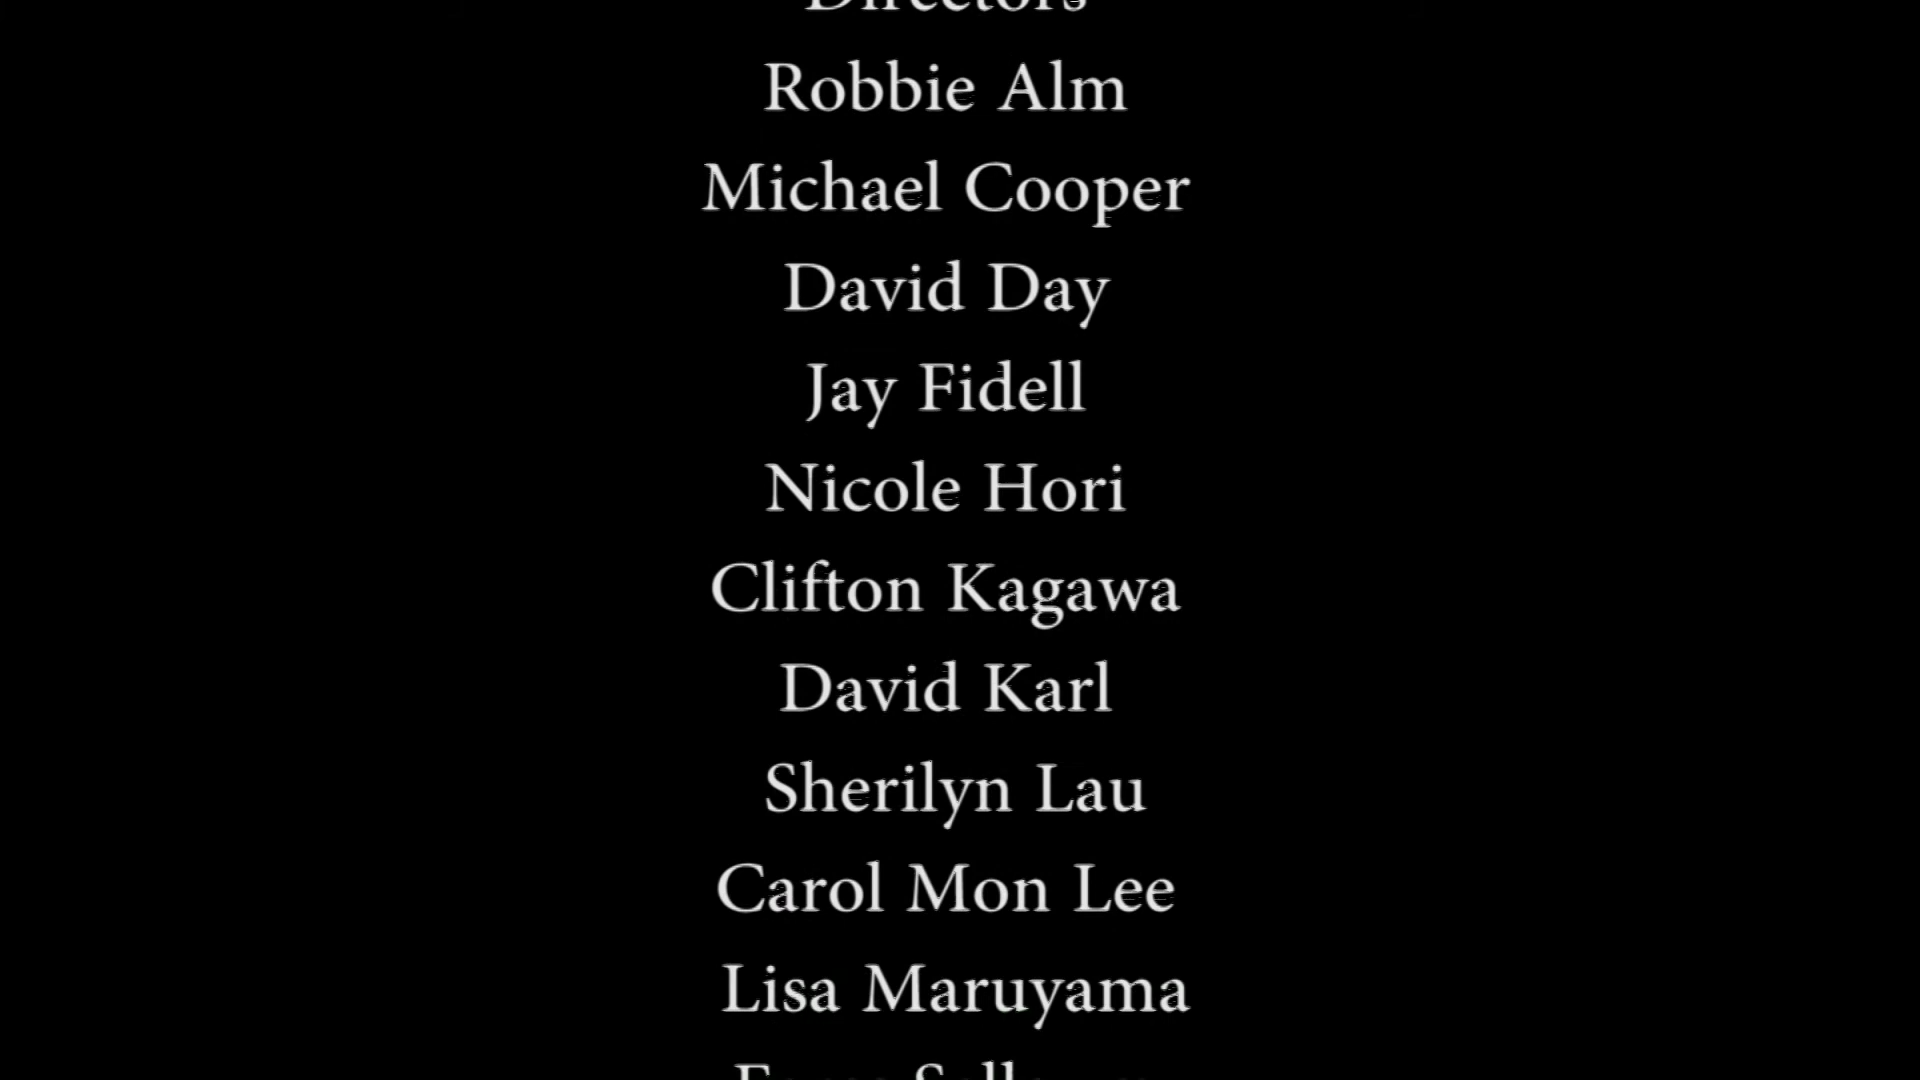 Directors
Robbie Alm
Michael Cooper
David Day
Jay Fidell
Nicole Hori
Clifton Kagawa
David Karl
Sherilyn Lau
Carol Mon Lee
Lisa Maruyama